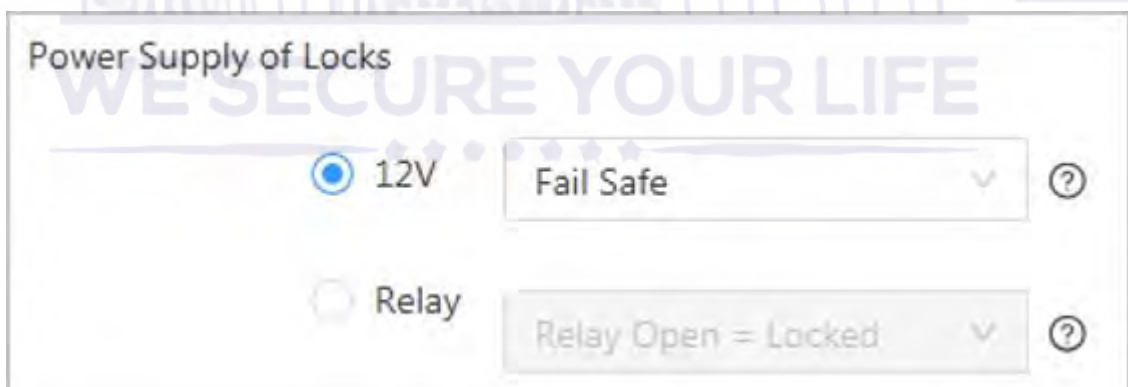 Power Supply of Locks
WE SECURE YOUR LIFE
12V
Fail Safe
Relay
Relay Open = Locked